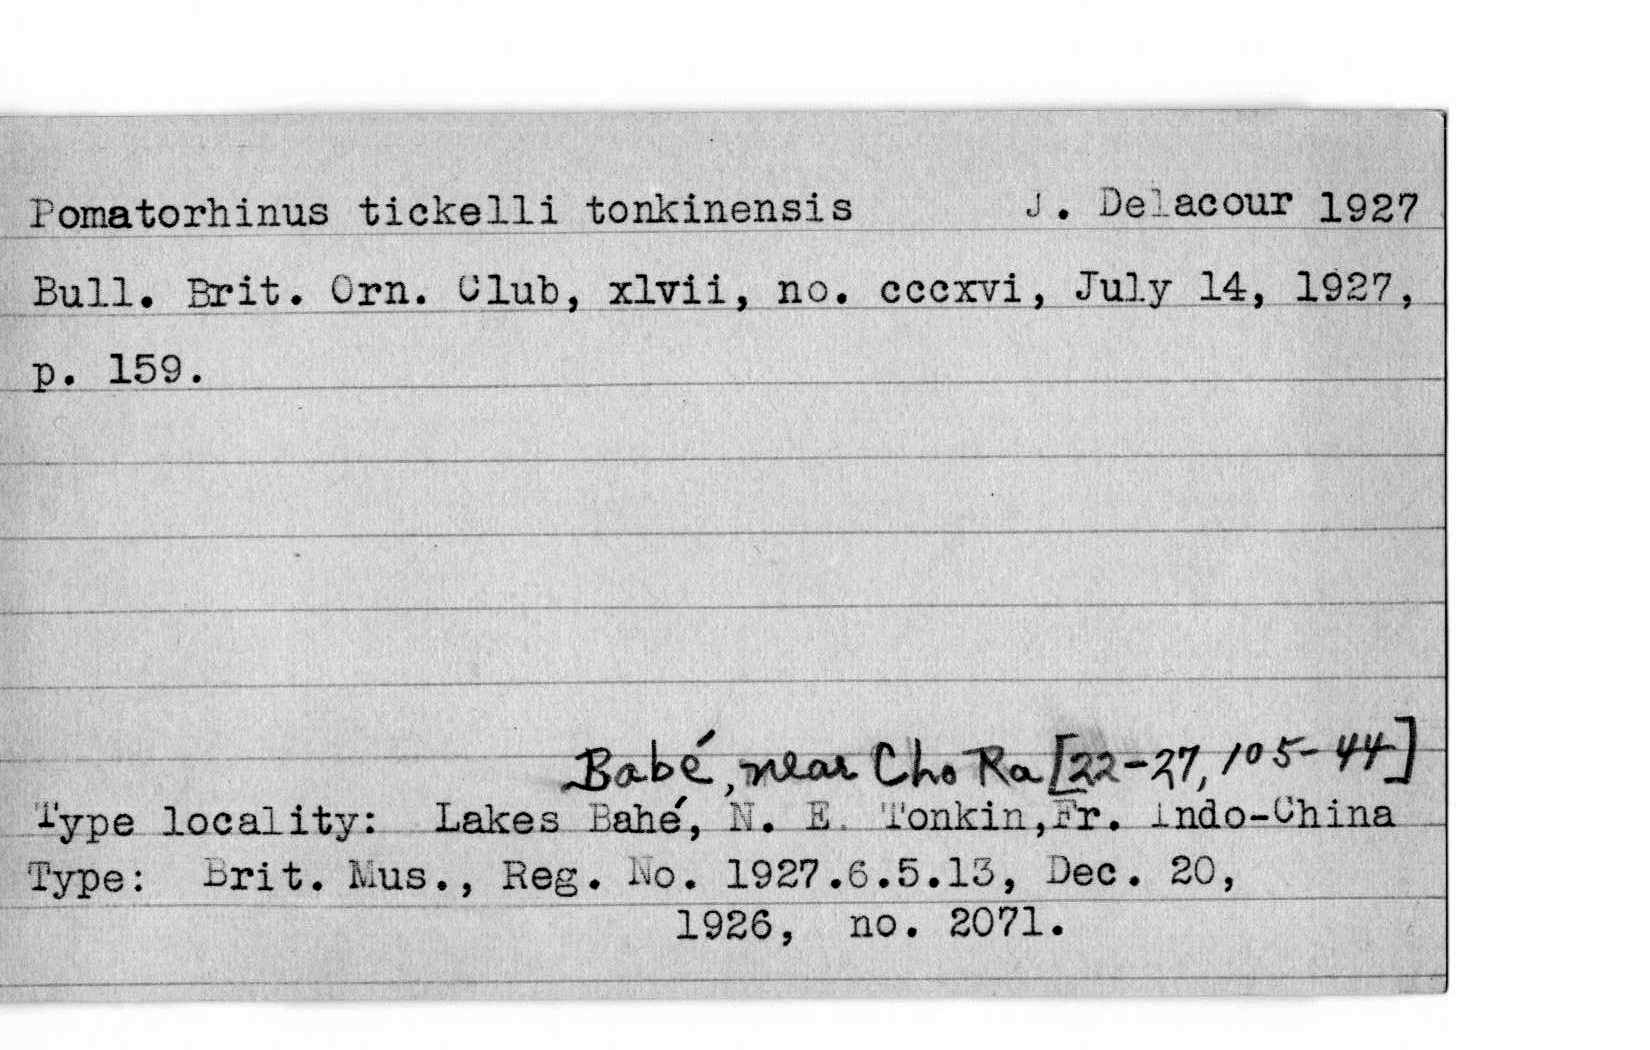 Pomatorhinus tickelli tonkinensis J. Delacour 1927
Bull. Brit. Orn. Club, xlvii, no. cccxvi, July 14, 1927,
p. 159.
Babé, near Cho Ra [22-27, 105-44]
Type locality: Lakes Bahé, N. E. Tonkin, Fr. Indo-China
Type: Brit. Mus., Reg. No. 1927.6.5.13, Dec. 20,
1926, no. 2071.